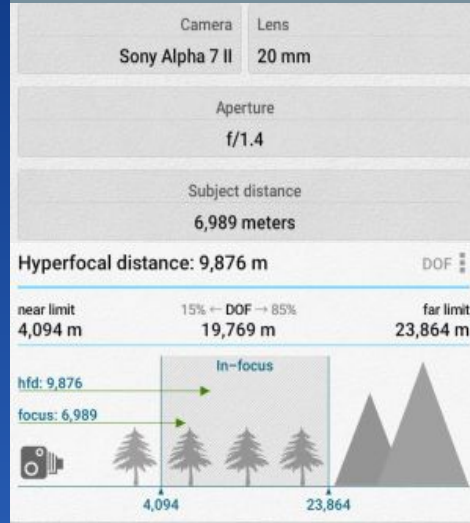 Camera
Lens
Sony Alpha 7 II
20 mm
Aperture
f/1.4
Subject distance
6,989 meters
Hyperfocal distance: 9,876 m
DOF
near limit
15% ← DOF → 85%
far limit
4,094 m
19,769 m
23,864 m
In-focus
hfd: 9,876
focus: 6,989
4,094
23,864